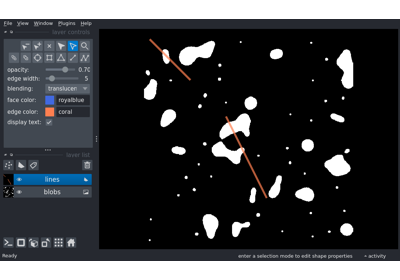 File View Window Plugins Help
layer controls
opacity: 0.70
edge width: 5
blending: translucen
face color: royalblue
edge color: coral
display text:
layer list
lines
blobs
Ready enter a selection mode to edit shape properties activity